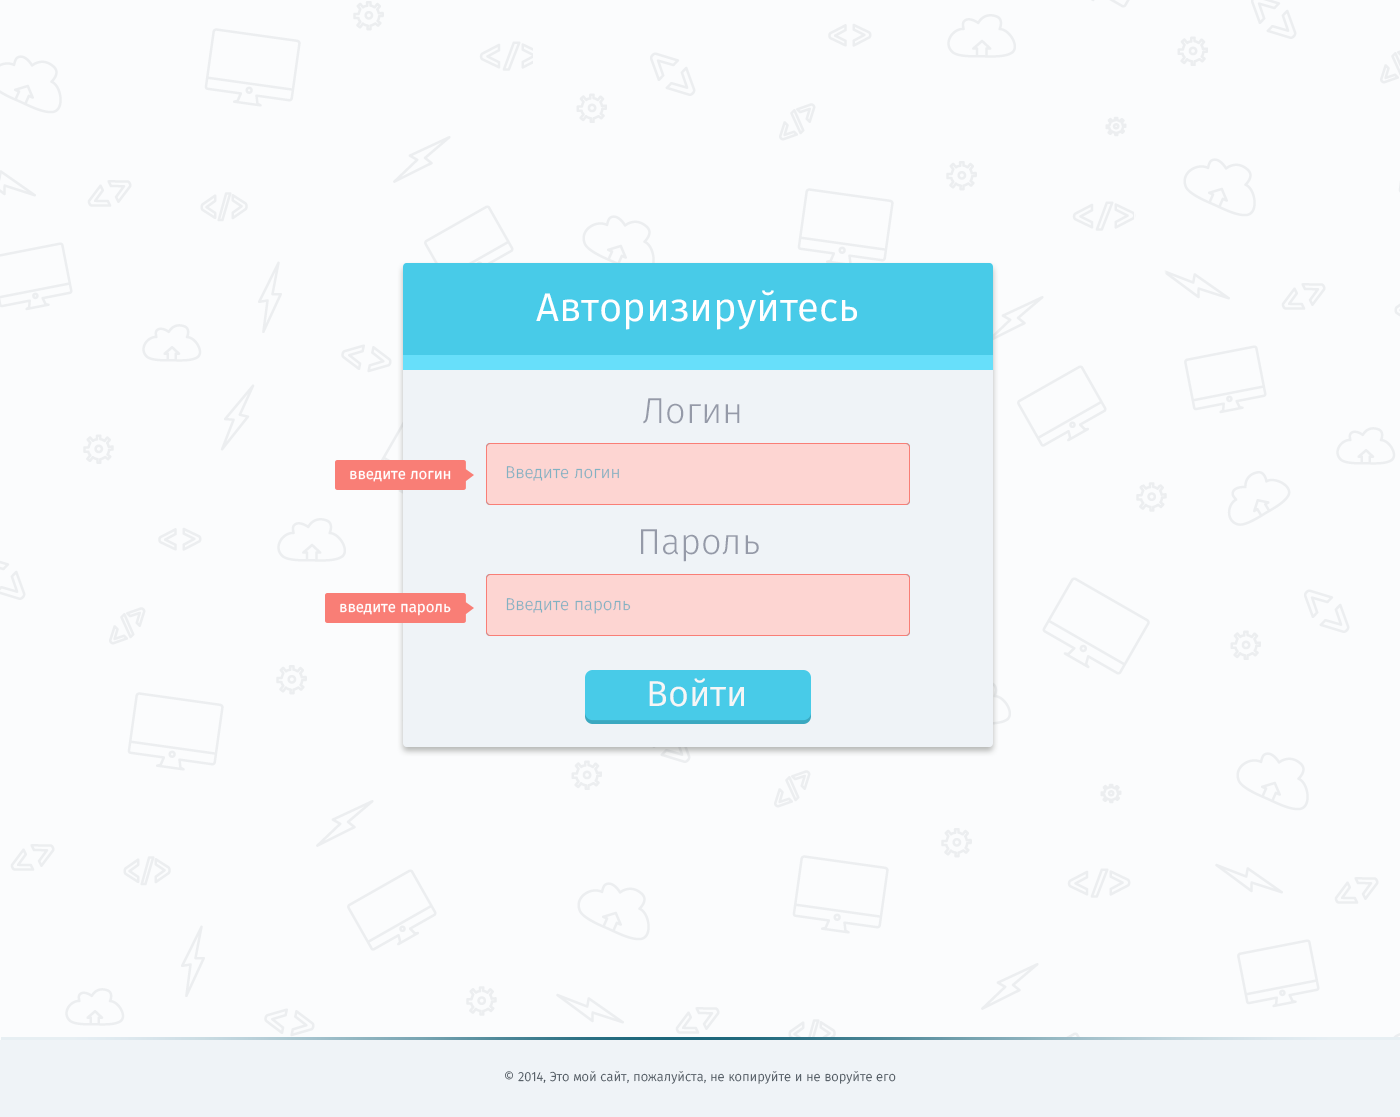 Авторизируйтесь
Логин
введите логин
Введите логин
Пароль
введите пароль
Введите пароль
Войти
© 2014, Это мой сайт, пожалуйста, не копируйте и не воруйте его